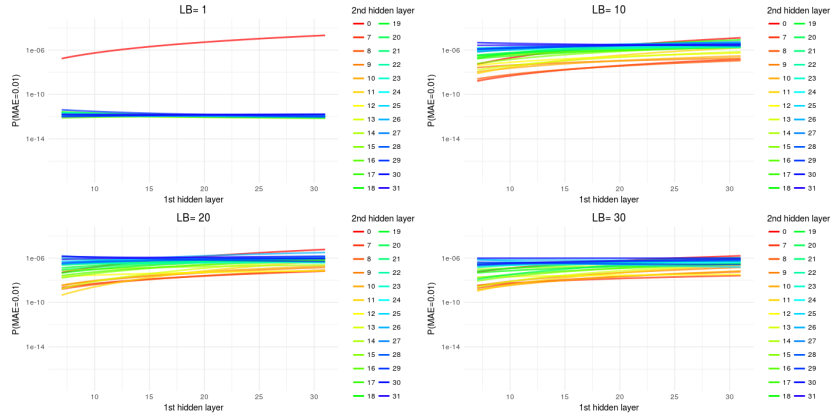 LB= 1
P(MAE=0.01)
1e-06
1e-10
1e-14
10 15 20 25 30
1st hidden layer
2nd hidden layer
0 19
7 20
8 21
9 22
10 23
11 24
12 25
13 26
14 27
15 28
16 29
17 30
18 31
LB= 10
P(MAE=0.01)
1e-06
1e-10
1e-14
10 15 20 25 30
1st hidden layer
2nd hidden layer
0 19
7 20
8 21
9 22
10 23
11 24
12 25
13 26
14 27
15 28
16 29
17 30
18 31
LB= 20
P(MAE=0.01)
1e-06
1e-10
1e-14
10 15 20 25 30
1st hidden layer
2nd hidden layer
0 19
7 20
8 21
9 22
10 23
11 24
12 25
13 26
14 27
15 28
16 29
17 30
18 31
LB= 30
P(MAE=0.01)
1e-06
1e-10
1e-14
10 15 20 25 30
1st hidden layer
2nd hidden layer
0 19
7 20
8 21
9 22
10 23
11 24
12 25
13 26
14 27
15 28
16 29
17 30
18 31